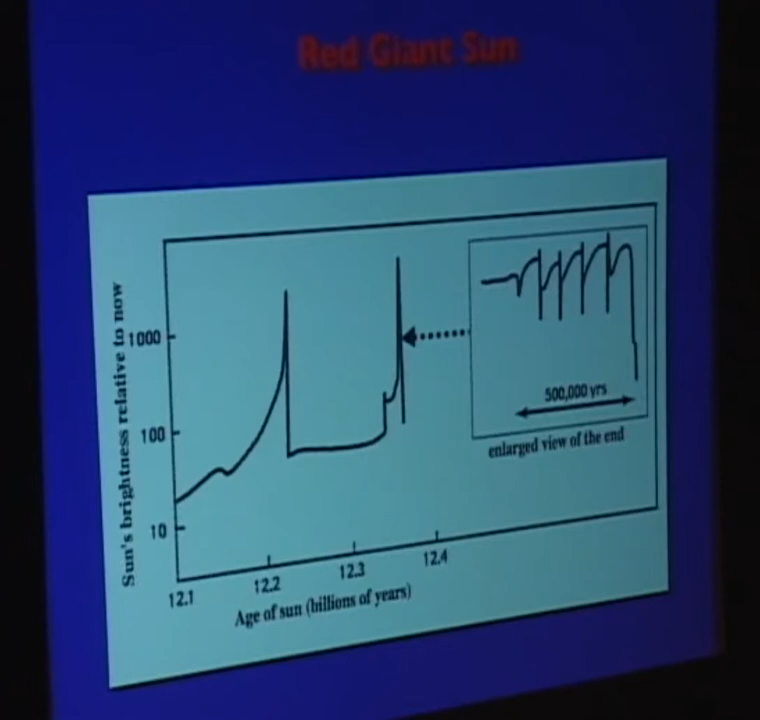 Red Giant Sun
Sun's brightness relative to now
1000
100
10
12.1
12.2
12.3
12.4
Age of sun (billions of years)
500,000 yrs
enlarged view of the end